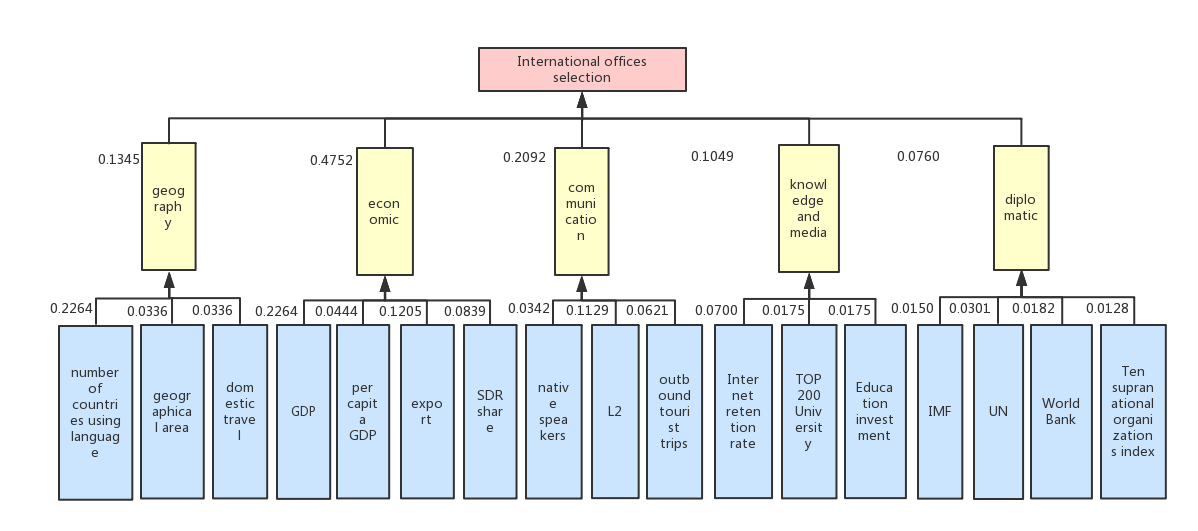 International offices
selection
0.1345
0.4752
0.2092
0.1049
0.0760
geog
raph
y
econ
omic
com
muni
catio
n
knowl
edge
and
media
diplo
matic
0.2264
0.0336
0.0336
0.2264
0.0444
0.1205
0.0839
0.0342
0.1129
0.0621
0.0700
0.0175
0.0175
0.0150
0.0301
0.0182
0.0128
number
of
countri
es using
languag
e
geogr
aphica
l area
dom
estic
trave
l
GDP
per
capit
a
GDP
expo
rt
SDR
shar
e
nativ
e
spea
kers
L2
outb
ound
touri
st
trips
Inter
net
reten
tion
rate
TOP
200
Univ
ersit
y
Educa
tion
invest
ment
IMF
UN
World
Bank
Ten
supran
ational
organi
zation
s index